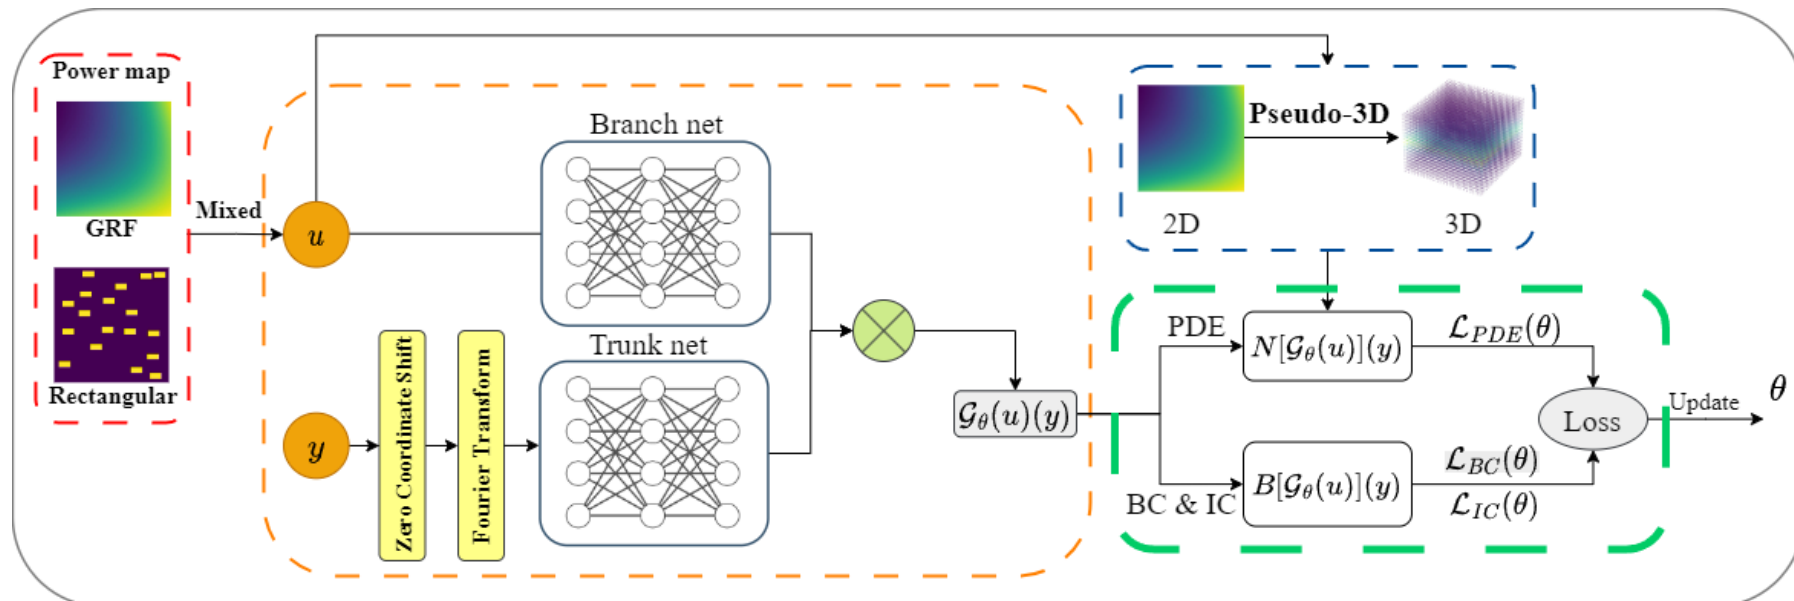 Power map
GRF
Rectangular
Mixed
u
y
Zero Coordinate Shift
Fourier Transform
Branch net
Trunk net
𝒢θ(u)(y)
Pseudo-3D
2D
3D
PDE
N[𝒢θ(u)](y)
ℒPDE(θ)
BC & IC
B[𝒢θ(u)](y)
ℒBC(θ)
ℒIC(θ)
Loss
Update
θ